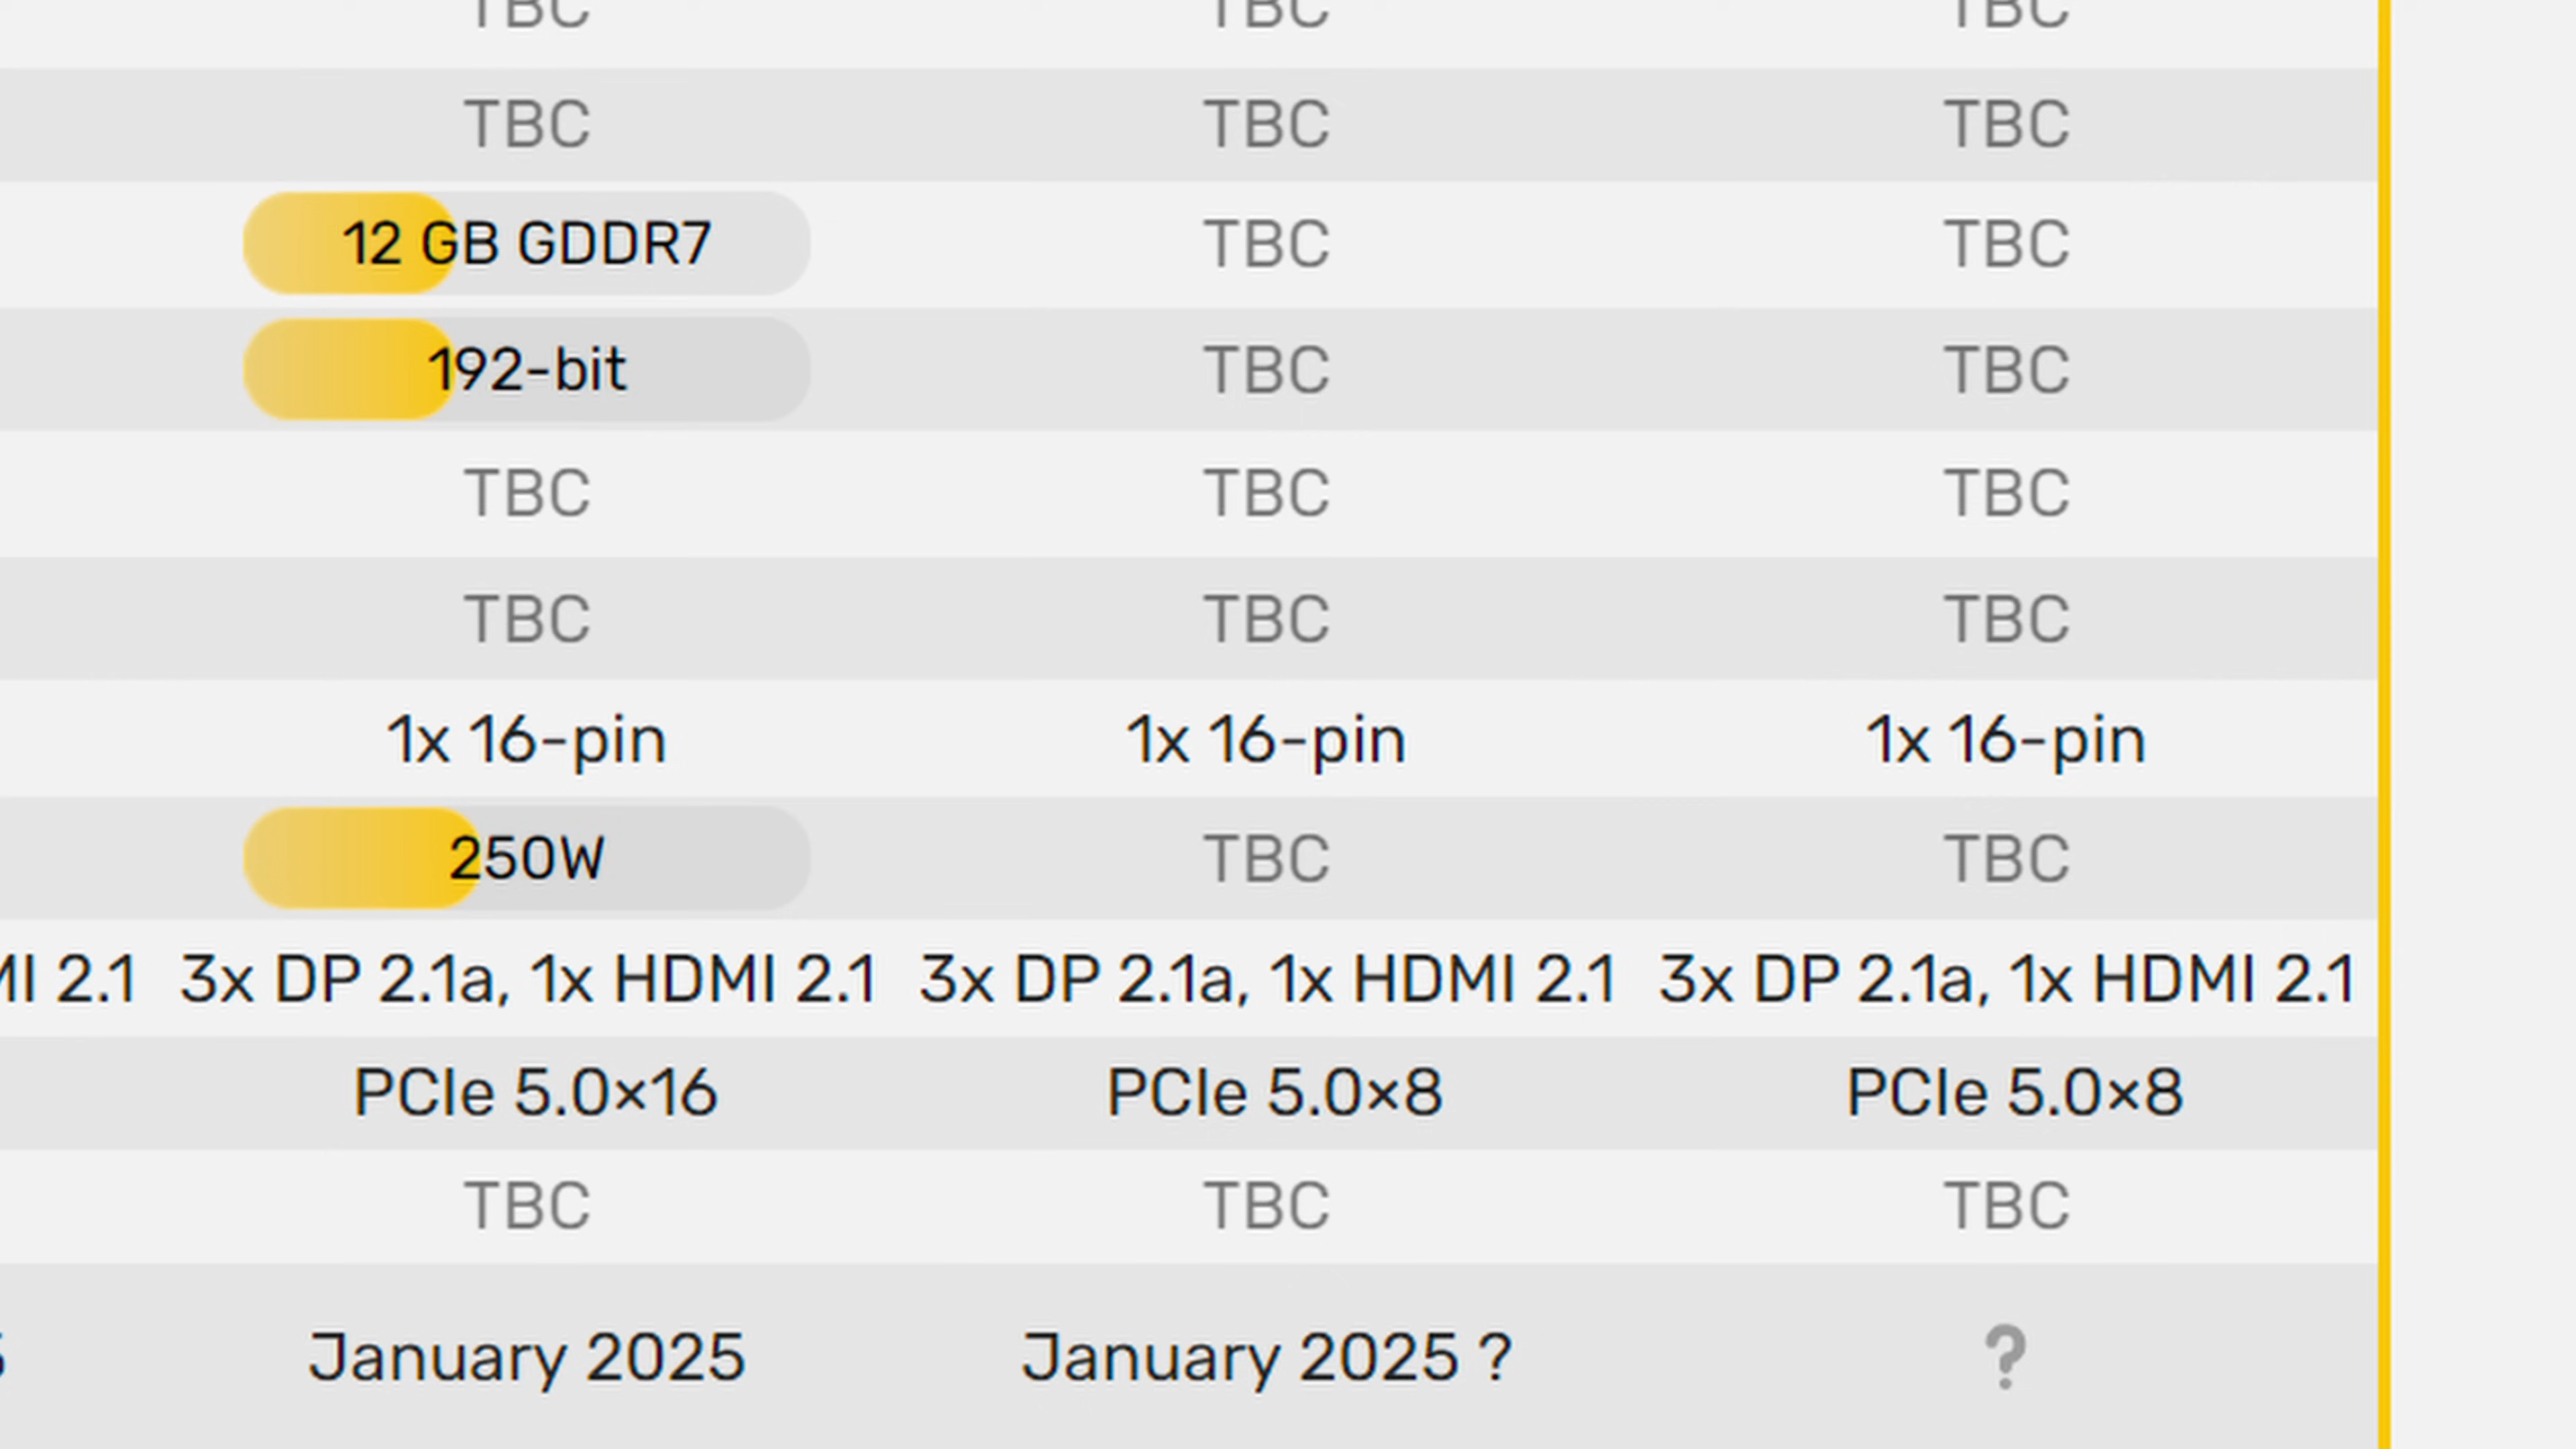 TBC TBC TBC
TBC TBC TBC
12 GB GDDR7 TBC TBC
192-bit TBC TBC
TBC TBC TBC
TBC TBC TBC
1x 16-pin 1x 16-pin 1x 16-pin
250W TBC TBC
MI 2.1 3x DP 2.1a, 1x HDMI 2.1 3x DP 2.1a, 1x HDMI 2.1 3x DP 2.1a, 1x HDMI 2.1
PCIe 5.0×16 PCIe 5.0×8 PCIe 5.0×8
TBC TBC TBC
January 2025 January 2025 ? ?